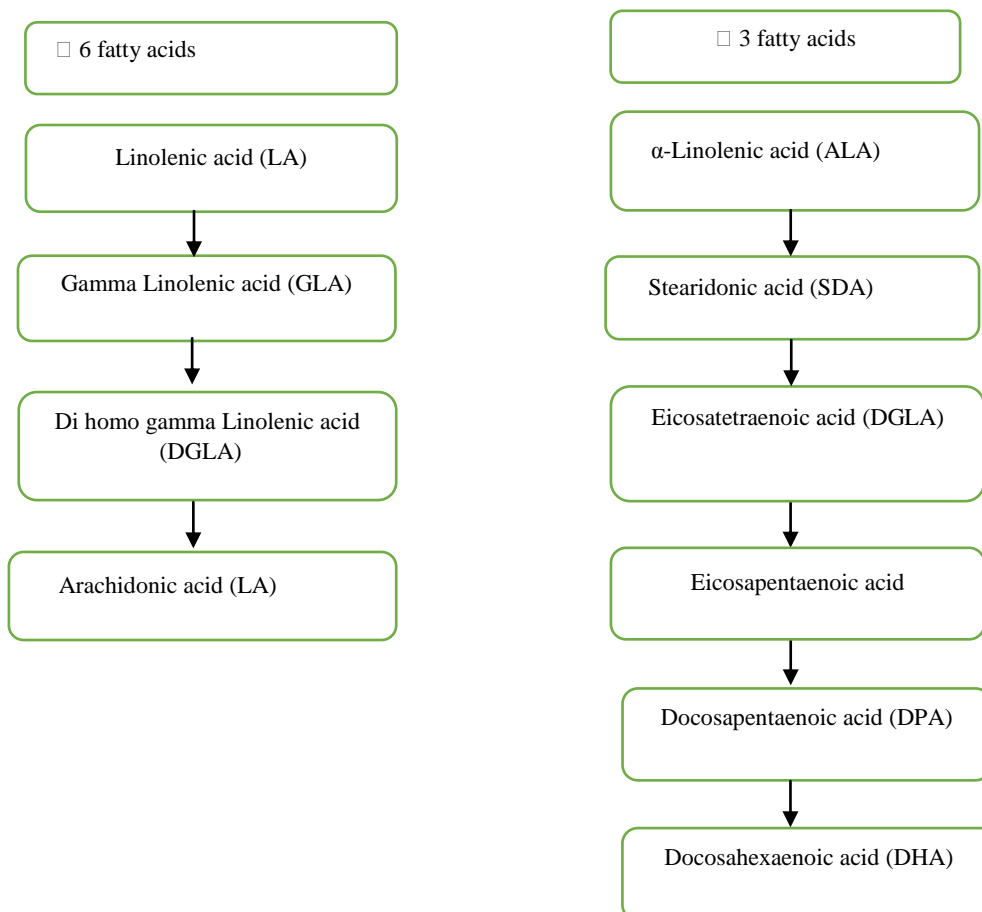 □ 6 fatty acids
Linolenic acid (LA)
Gamma Linolenic acid (GLA)
Di homo gamma Linolenic acid
(DGLA)
Arachidonic acid (LA)
□ 3 fatty acids
α-Linolenic acid (ALA)
Stearidonic acid (SDA)
Eicosatetraenoic acid (DGLA)
Eicosapentaenoic acid
Docosapentaenoic acid (DPA)
Docosahexaenoic acid (DHA)